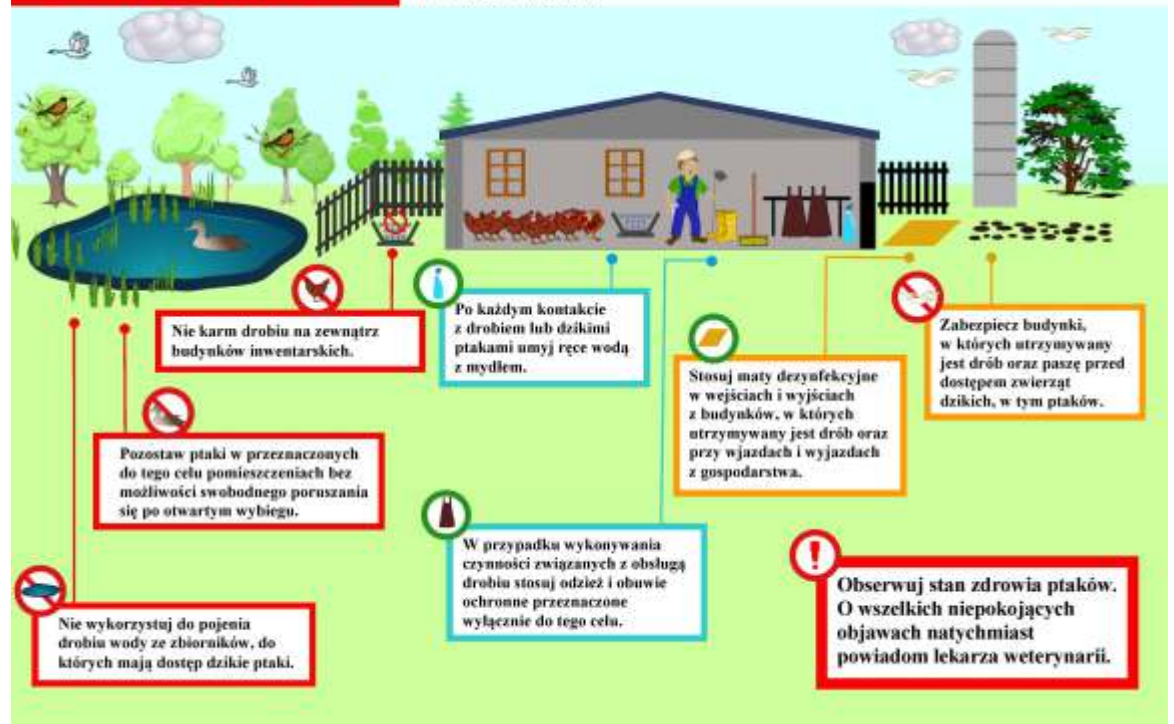 Nie karm drobiu na zewnątrz
budynków inwentarskich.
Po każdym kontakcie
z drobiem lub dzikimi
ptakami umyj ręce wodą
z mydłem.
Stosuj maty dezynfekcyjne
w wejściach i wyjściach
z budynków, w których
utrzymywany jest drób oraz
przy wjazdach i wyjazdach
z gospodarstwa.
Zabezpiecz budynki,
w których utrzymywany
jest drób oraz paszę przed
dostępem zwierząt
dzikich, w tym ptaków.
Pozostaw ptaki w przeznaczonych
do tego celu pomieszczeniach bez
możliwości swobodnego poruszania
się po otwartym wybiegu.
W przypadku wykonywania
czynności związanych z obsługą
drobiu stosuj odzież i obuwie
ochronne przeznaczone
wyłącznie do tego celu.
Nie wykorzystuj do pojenia
drobiu wody ze zbiorników, do
których mają dostęp dzikie ptaki.
Obserwuj stan zdrowia ptaków.
O wszelkich niepokojących
objawach natychmiast
powiadom lekarza weterynarii.